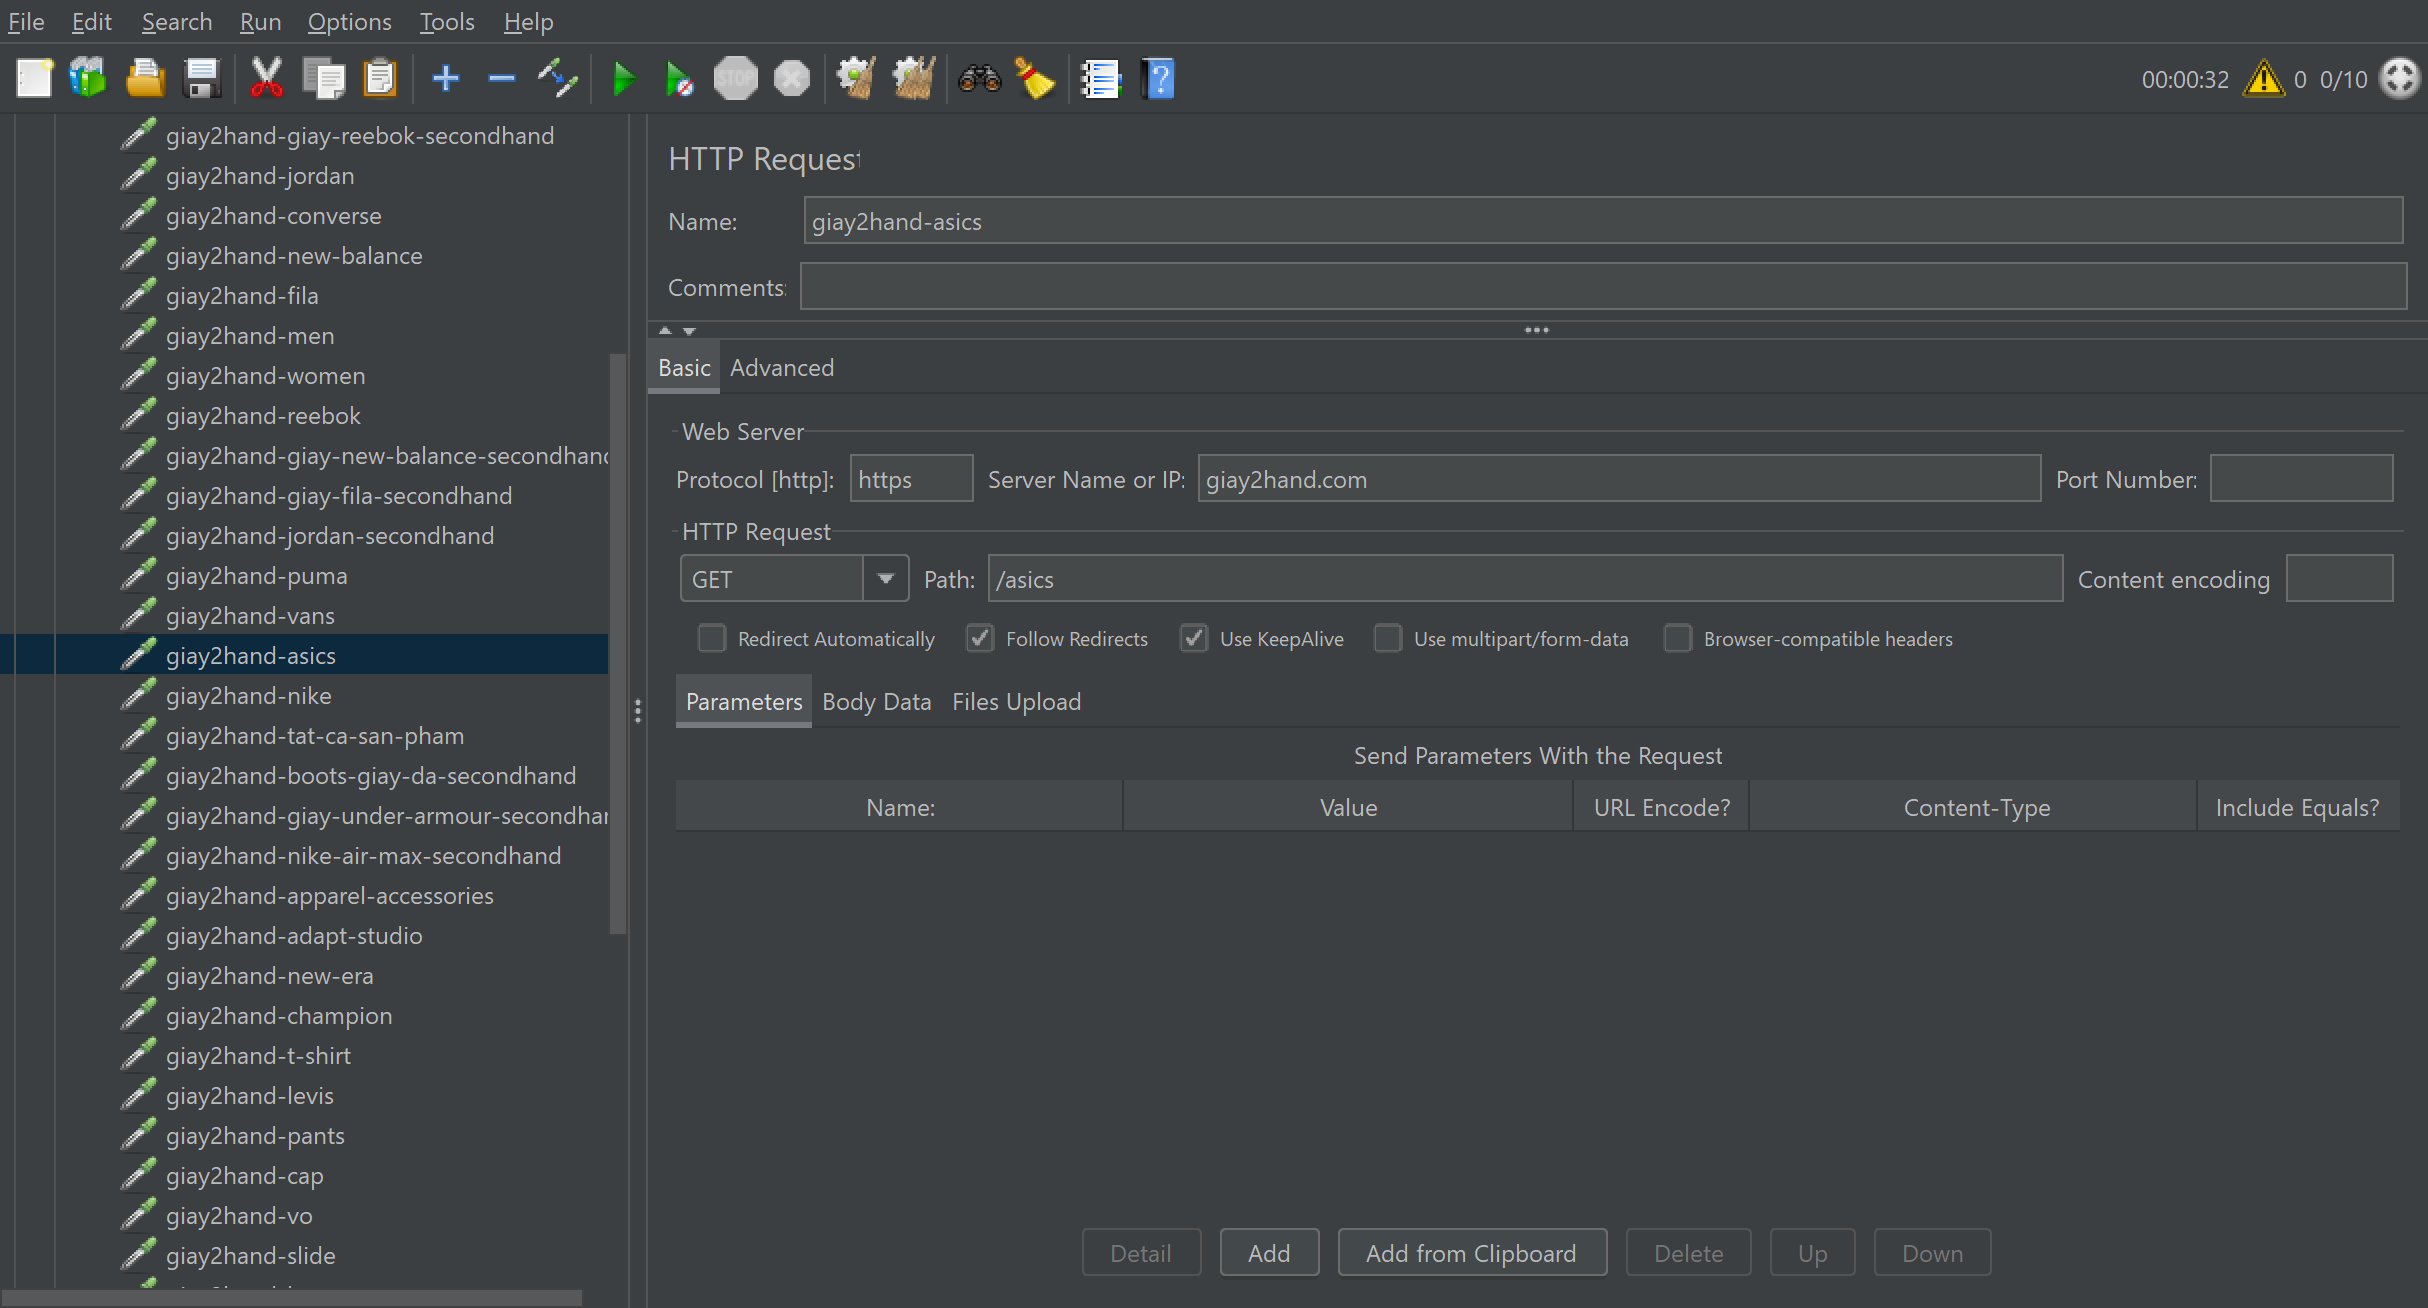 File Edit Search Run Options Tools Help
STOP
00:00:32 0 0/10
giay2hand-giay-reebok-secondhand
giay2hand-jordan
giay2hand-converse
giay2hand-new-balance
giay2hand-fila
giay2hand-men
giay2hand-women
giay2hand-reebok
giay2hand-giay-new-balance-secondhand
giay2hand-giay-fila-secondhand
giay2hand-jordan-secondhand
giay2hand-puma
giay2hand-vans
giay2hand-asics
giay2hand-nike
giay2hand-tat-ca-san-pham
giay2hand-boots-giay-da-secondhand
giay2hand-giay-under-armour-secondhar
giay2hand-nike-air-max-secondhand
giay2hand-apparel-accessories
giay2hand-adapt-studio
giay2hand-new-era
giay2hand-champion
giay2hand-t-shirt
giay2hand-levis
giay2hand-pants
giay2hand-cap
giay2hand-vo
giay2hand-slide
HTTP Request
Name: giay2hand-asics
Comments:
Basic Advanced
Web Server
Protocol [http]: https Server Name or IP: giay2hand.com Port Number:
HTTP Request
GET Path: /asics Content encoding
Redirect Automatically Follow Redirects Use KeepAlive Use multipart/form-data Browser-compatible headers
Parameters Body Data Files Upload
Send Parameters With the Request
Name: Value URL Encode? Content-Type Include Equals?
Detail Add Add from Clipboard Delete Up Down